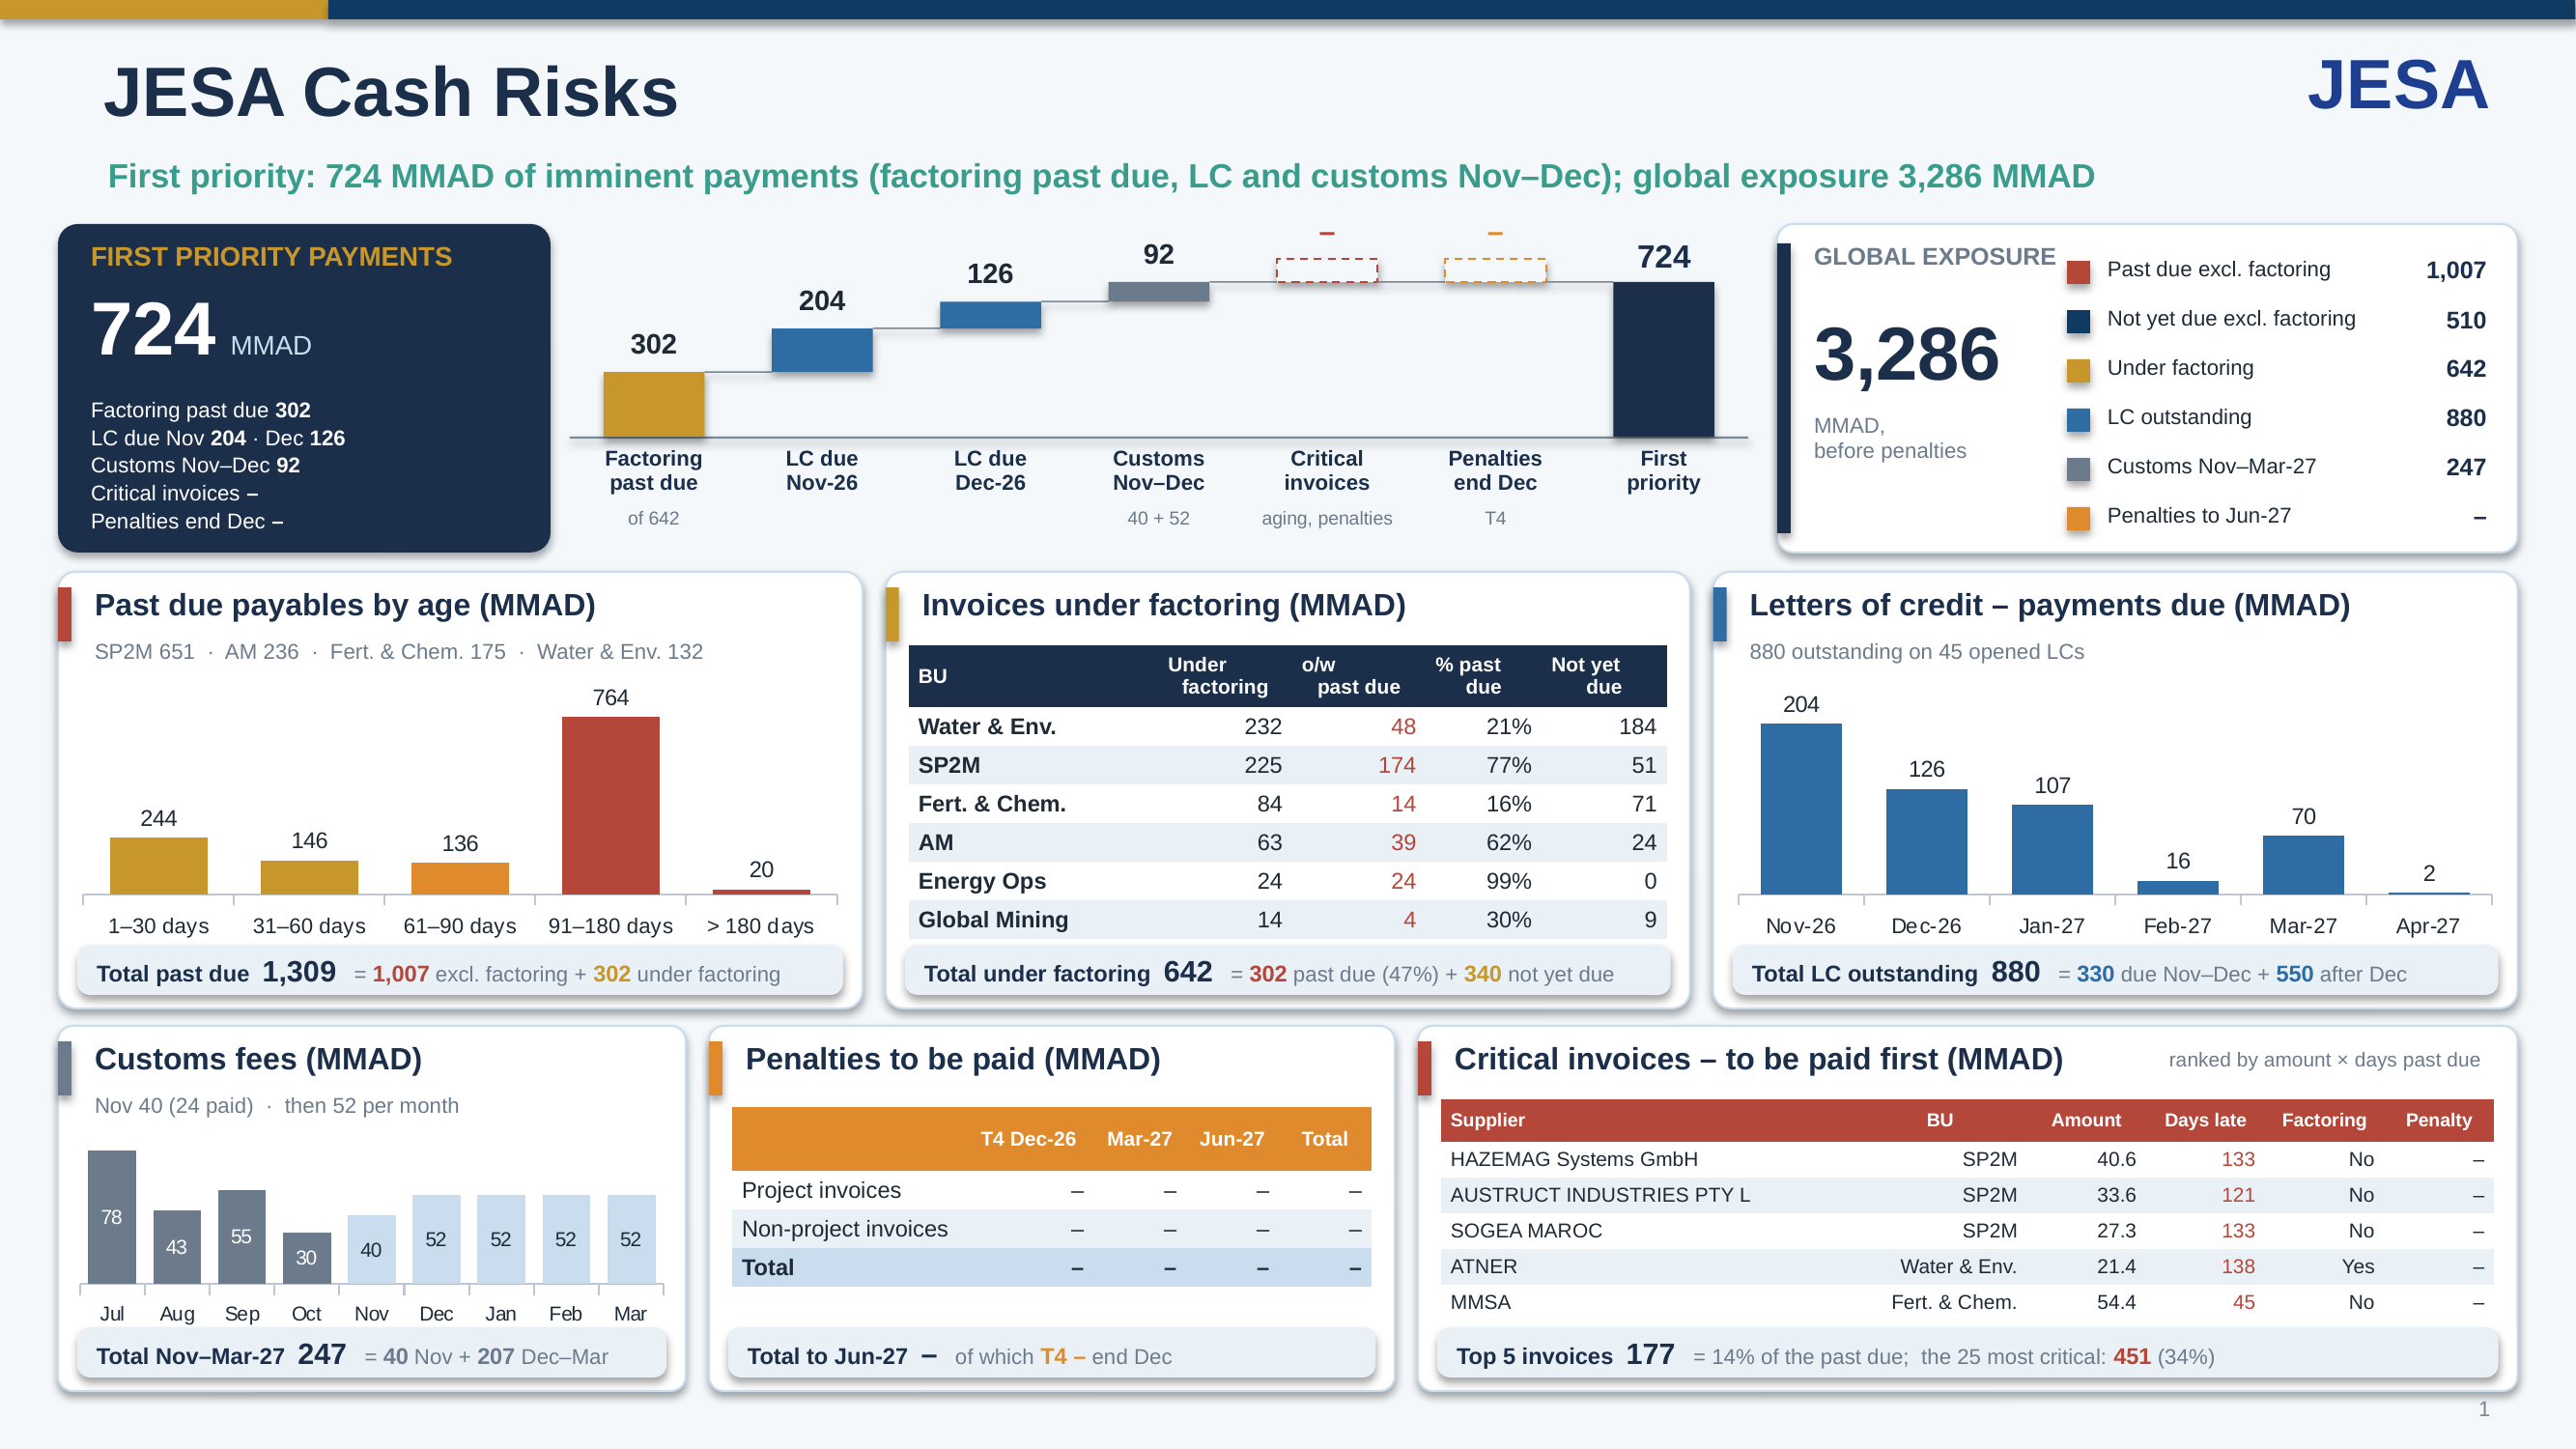 JESA Cash Risks
JESA
First priority: 724 MMAD of imminent payments (factoring past due, LC and customs Nov–Dec); global exposure 3,286 MMAD
FIRST PRIORITY PAYMENTS
724 MMAD
Factoring past due 302
LC due Nov 204 · Dec 126
Customs Nov–Dec 92
Critical invoices –
Penalties end Dec –
302
204
126
92
–
–
724
Factoring past due
LC due Nov-26
LC due Dec-26
Customs Nov–Dec
Critical invoices
Penalties end Dec
First priority
of 642
40 + 52
aging, penalties
T4
GLOBAL EXPOSURE
3,286
MMAD,
before penalties
Past due excl. factoring 1,007
Not yet due excl. factoring 510
Under factoring 642
LC outstanding 880
Customs Nov–Mar-27 247
Penalties to Jun-27 –
Past due payables by age (MMAD)
SP2M 651 · AM 236 · Fert. & Chem. 175 · Water & Env. 132
244
146
136
764
20
1–30 days 31–60 days 61–90 days 91–180 days > 180 days
Total past due 1,309 = 1,007 excl. factoring + 302 under factoring
Invoices under factoring (MMAD)
BU Under factoring o/w past due % past due Not yet due
Water & Env. 232 48 21% 184
SP2M 225 174 77% 51
Fert. & Chem. 84 14 16% 71
AM 63 39 62% 24
Energy Ops 24 24 99% 0
Global Mining 14 4 30% 9
Total under factoring 642 = 302 past due (47%) + 340 not yet due
Letters of credit – payments due (MMAD)
880 outstanding on 45 opened LCs
204
126
107
16
70
2
Nov-26 Dec-26 Jan-27 Feb-27 Mar-27 Apr-27
Total LC outstanding 880 = 330 due Nov–Dec + 550 after Dec
Customs fees (MMAD)
Nov 40 (24 paid) · then 52 per month
78 43 55 30 40 52 52 52 52
Jul Aug Sep Oct Nov Dec Jan Feb Mar
Total Nov–Mar-27 247 = 40 Nov + 207 Dec–Mar
Penalties to be paid (MMAD)
T4 Dec-26 Mar-27 Jun-27 Total
Project invoices – – – –
Non-project invoices – – – –
Total – – – –
Total to Jun-27 – of which T4 – end Dec
Critical invoices – to be paid first (MMAD)
ranked by amount × days past due
Supplier BU Amount Days late Factoring Penalty
HAZEMAG Systems GmbH SP2M 40.6 133 No –
AUSTRUCT INDUSTRIES PTY L SP2M 33.6 121 No –
SOGEA MAROC SP2M 27.3 133 No –
ATNER Water & Env. 21.4 138 Yes –
MMSA Fert. & Chem. 54.4 45 No –
Top 5 invoices 177 = 14% of the past due; the 25 most critical: 451 (34%)
1